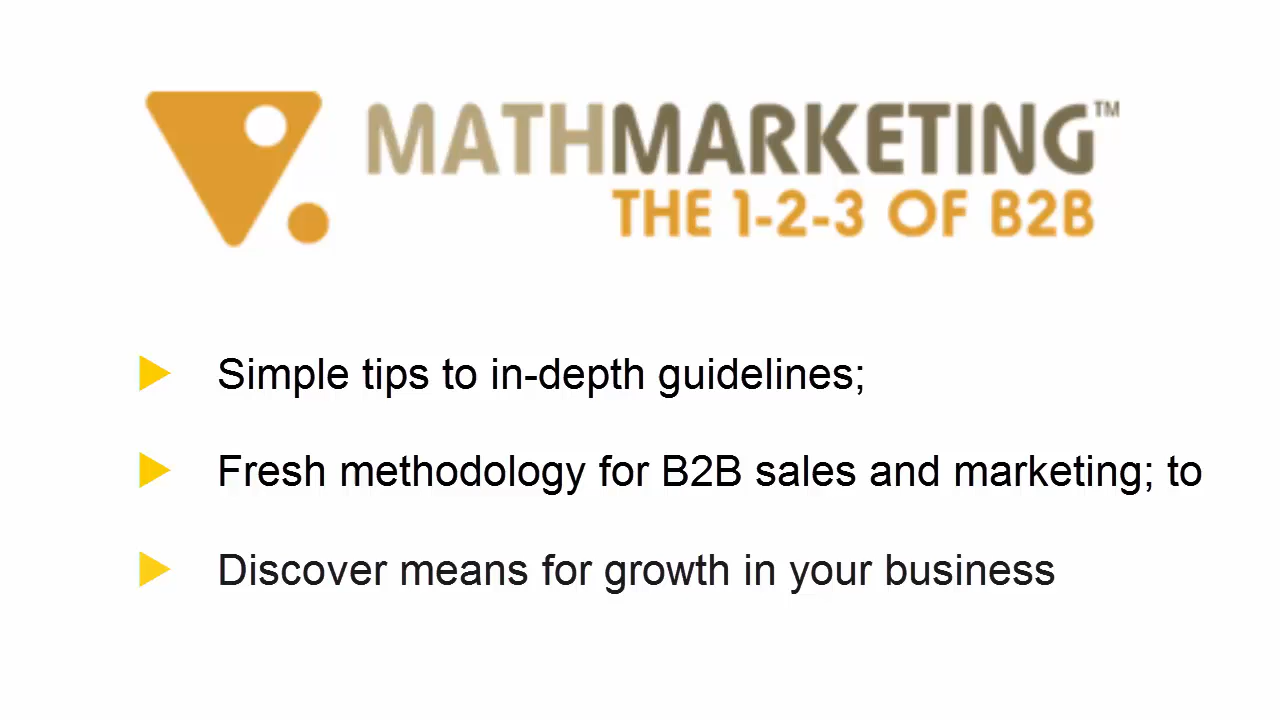 MATHMARKETING™
THE 1-2-3 OF B2B
Simple tips to in-depth guidelines;
Fresh methodology for B2B sales and marketing; to
Discover means for growth in your business